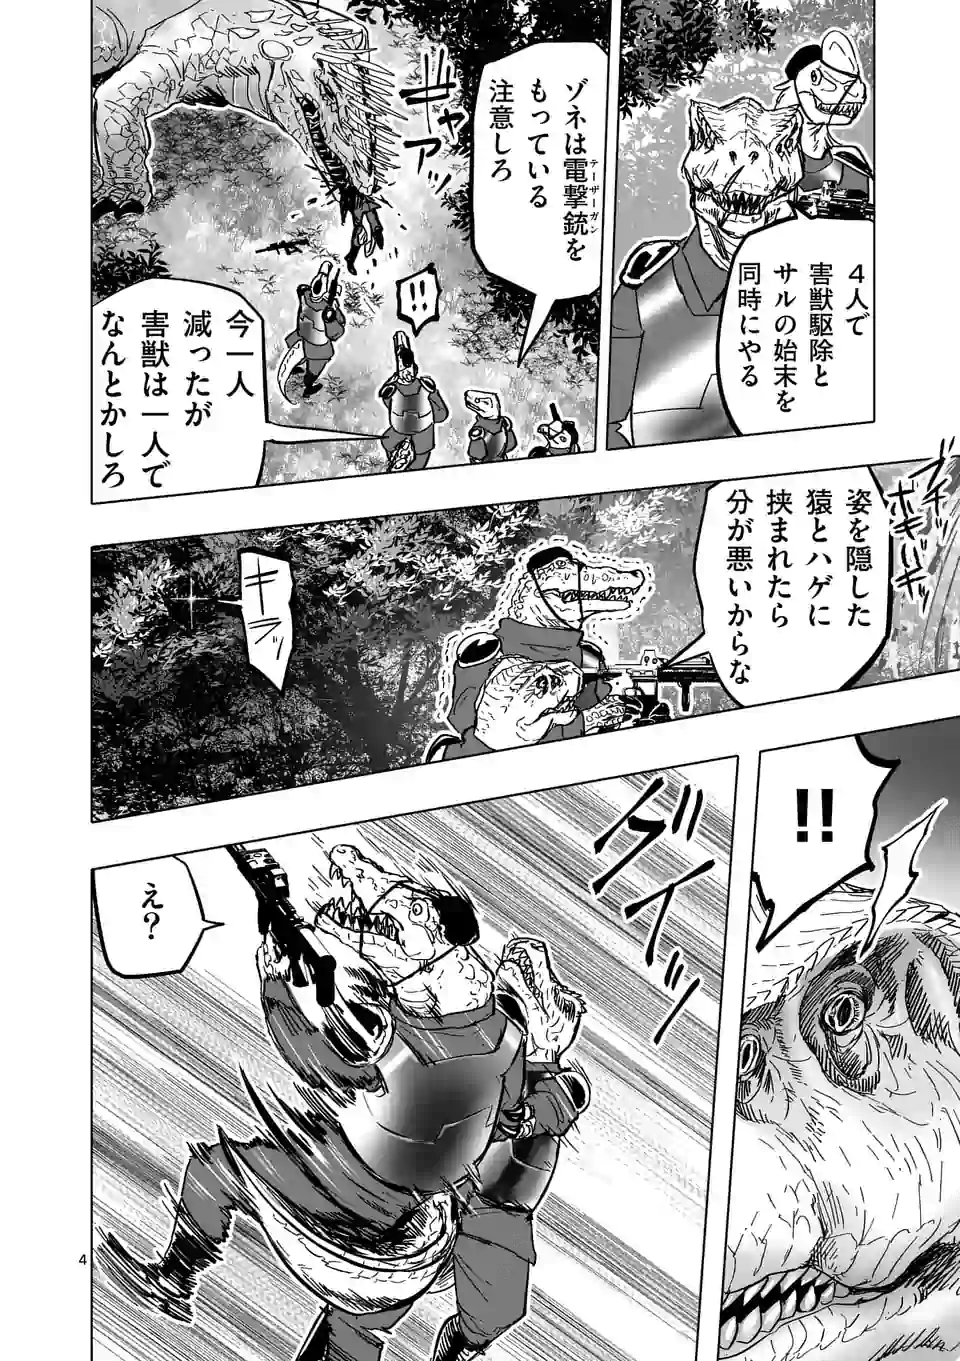 4人で
害獣駆除と
サルの始末を
同時にやる
ゾネは電撃銃を
テーザーガン
もっている
注意しろ
ギャアッ
!!
今一人
減ったが
害獣は一人で
なんとかしろ
ブチッ
ボキィッ
姿を隠した
猿とハゲに
挟まれたら
分が悪いからな
キラッ
!!
グイッ
え?
4